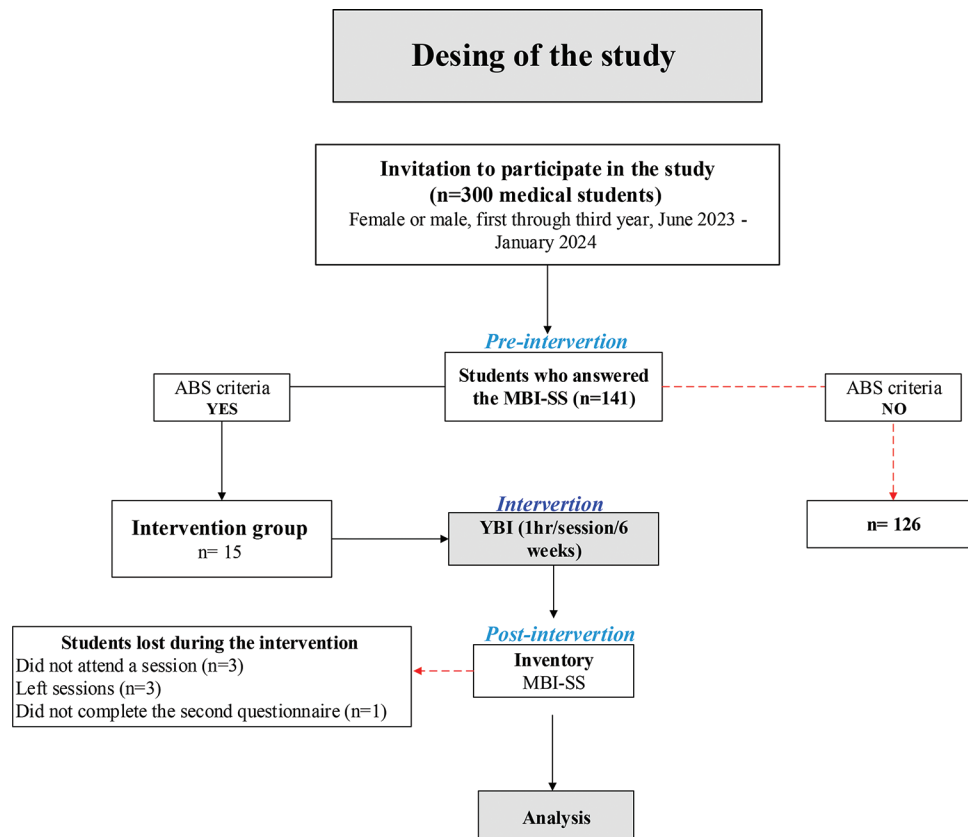 Desing of the study
Invitation to participate in the study
(n=300 medical students)
Female or male, first through third year, June 2023 -
January 2024
Pre-intervertion
Students who answered
the MBI-SS (n=141)
ABS criteria
YES
ABS criteria
NO
Intervention group
n= 15
Intervertion
YBI (1hr/session/6
weeks)
n= 126
Post-intervention
Inventory
MBI-SS
Students lost during the intervention
Did not attend a session (n=3)
Left sessions (n=3)
Did not complete the second questionnaire (n=1)
Analysis